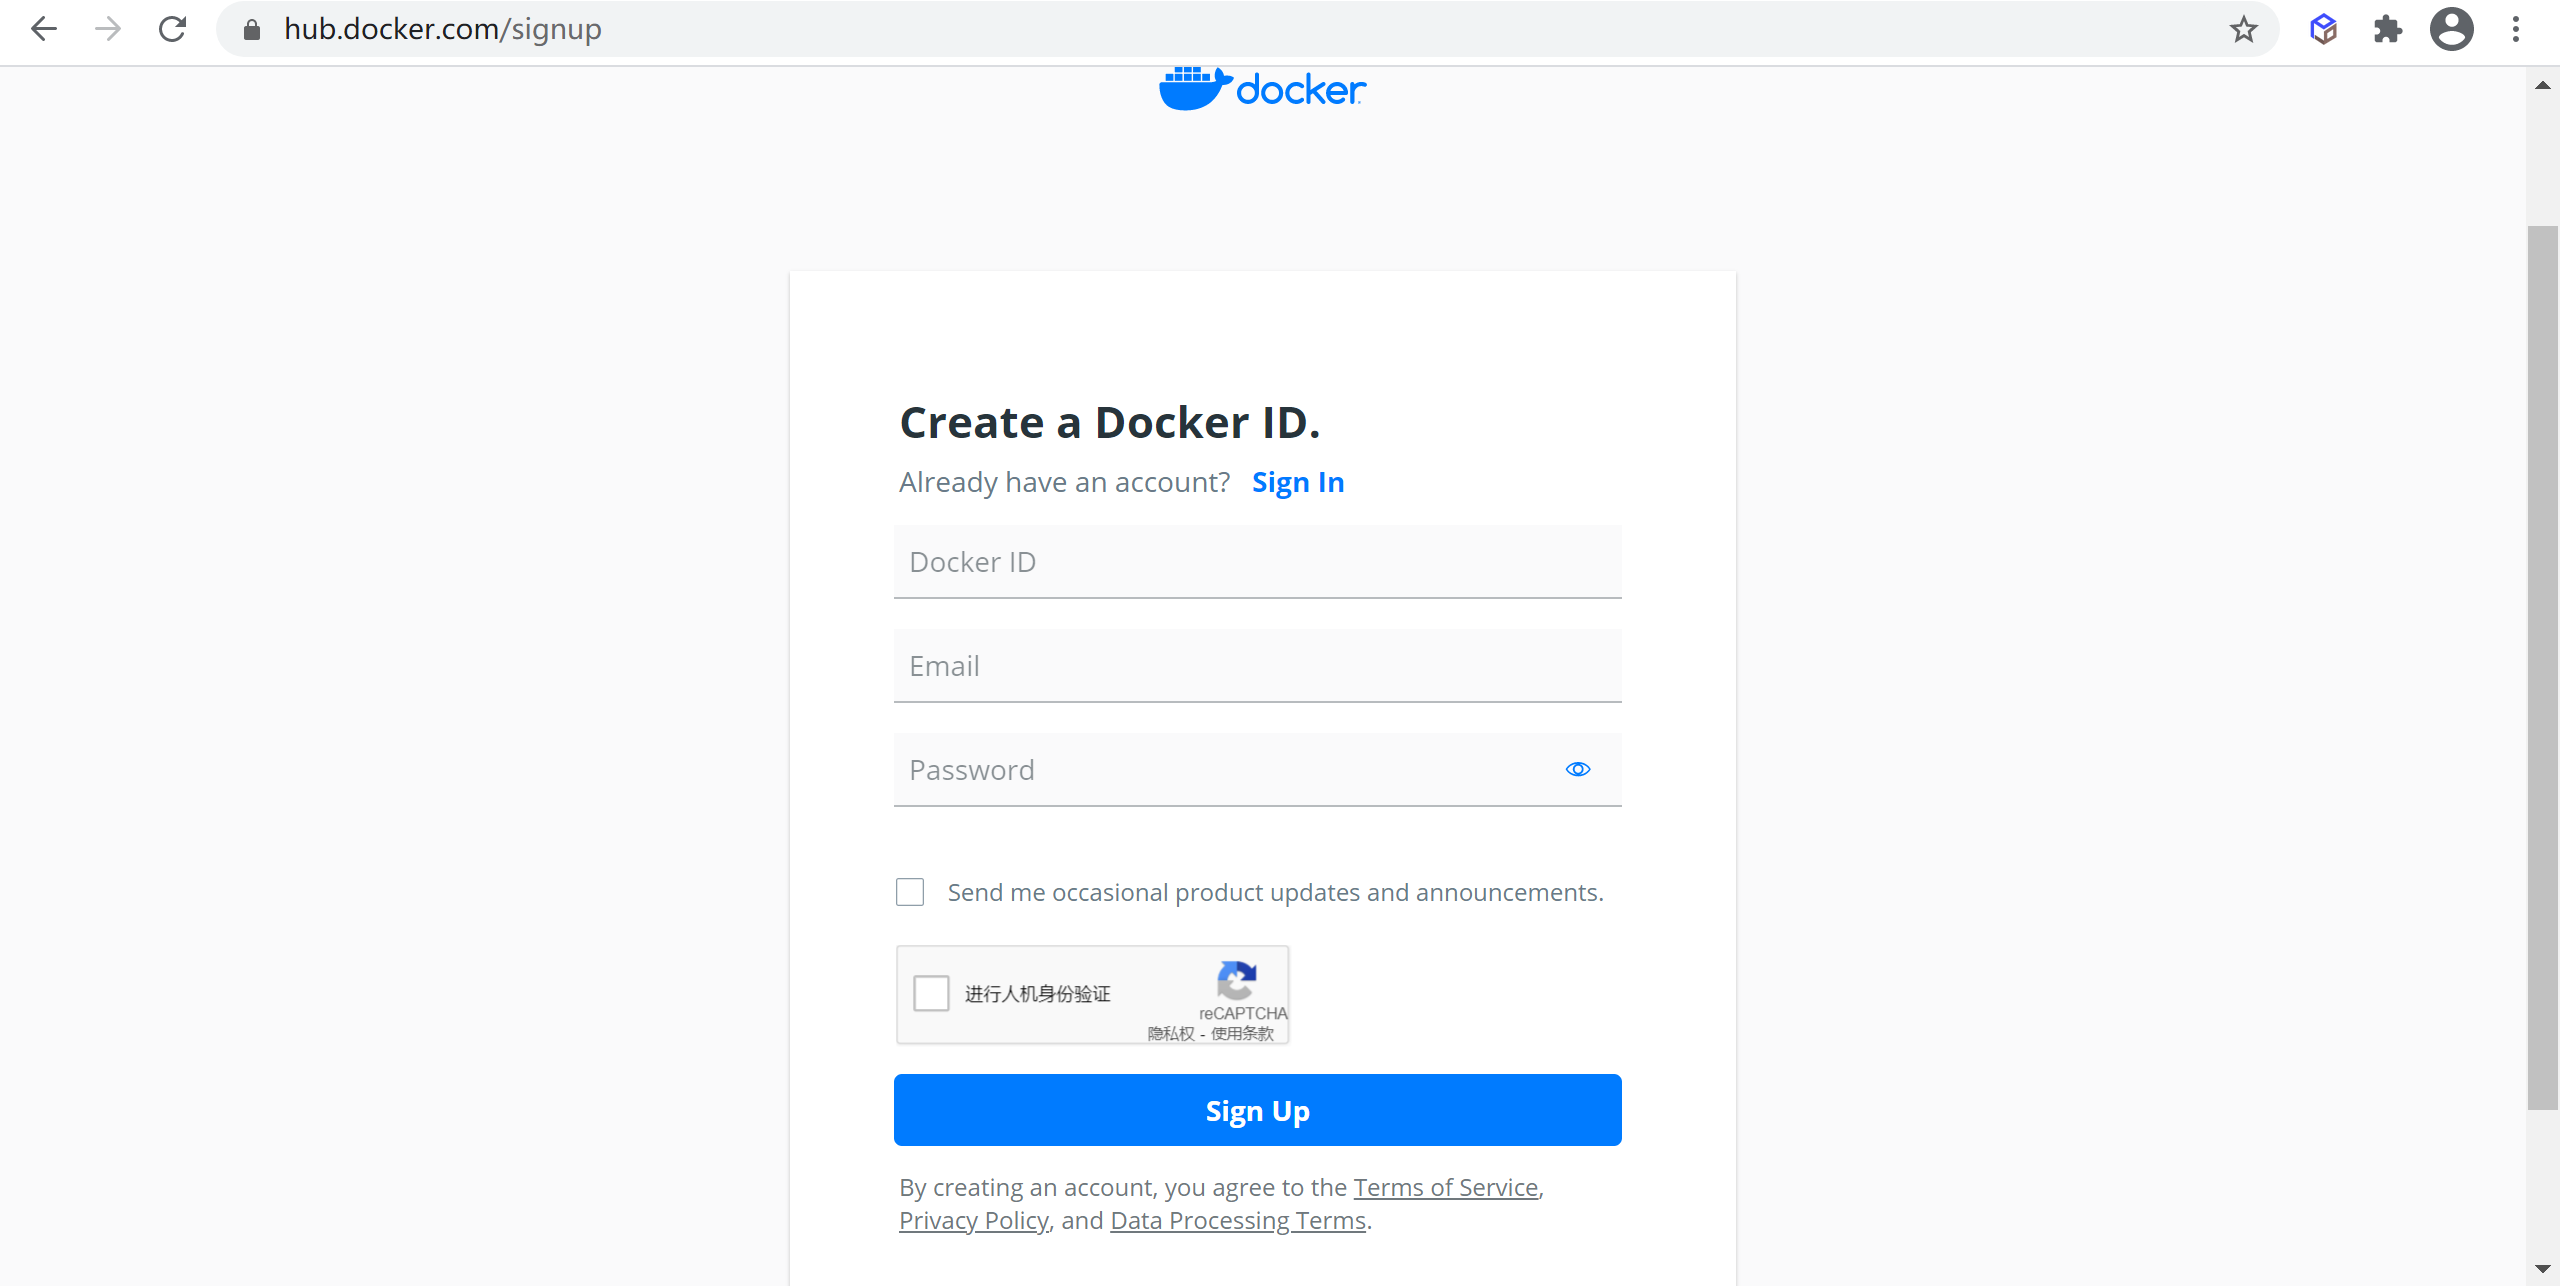 hub.docker.com/signup
docker
Create a Docker ID.
Already have an account? Sign In
Docker ID
Email
Password
Send me occasional product updates and announcements.
进行人机身份验证
reCAPTCHA
隐私权 - 使用条款
Sign Up
By creating an account, you agree to the Terms of Service,
Privacy Policy, and Data Processing Terms.